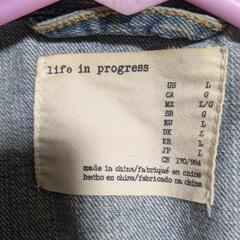 life in progress
US L
CA G
MX L/G
BR G
EU L
UK L
KR L
JP L
CN 170/99A
made in china/fabriqué en chine
hecho en china/fabricado na china